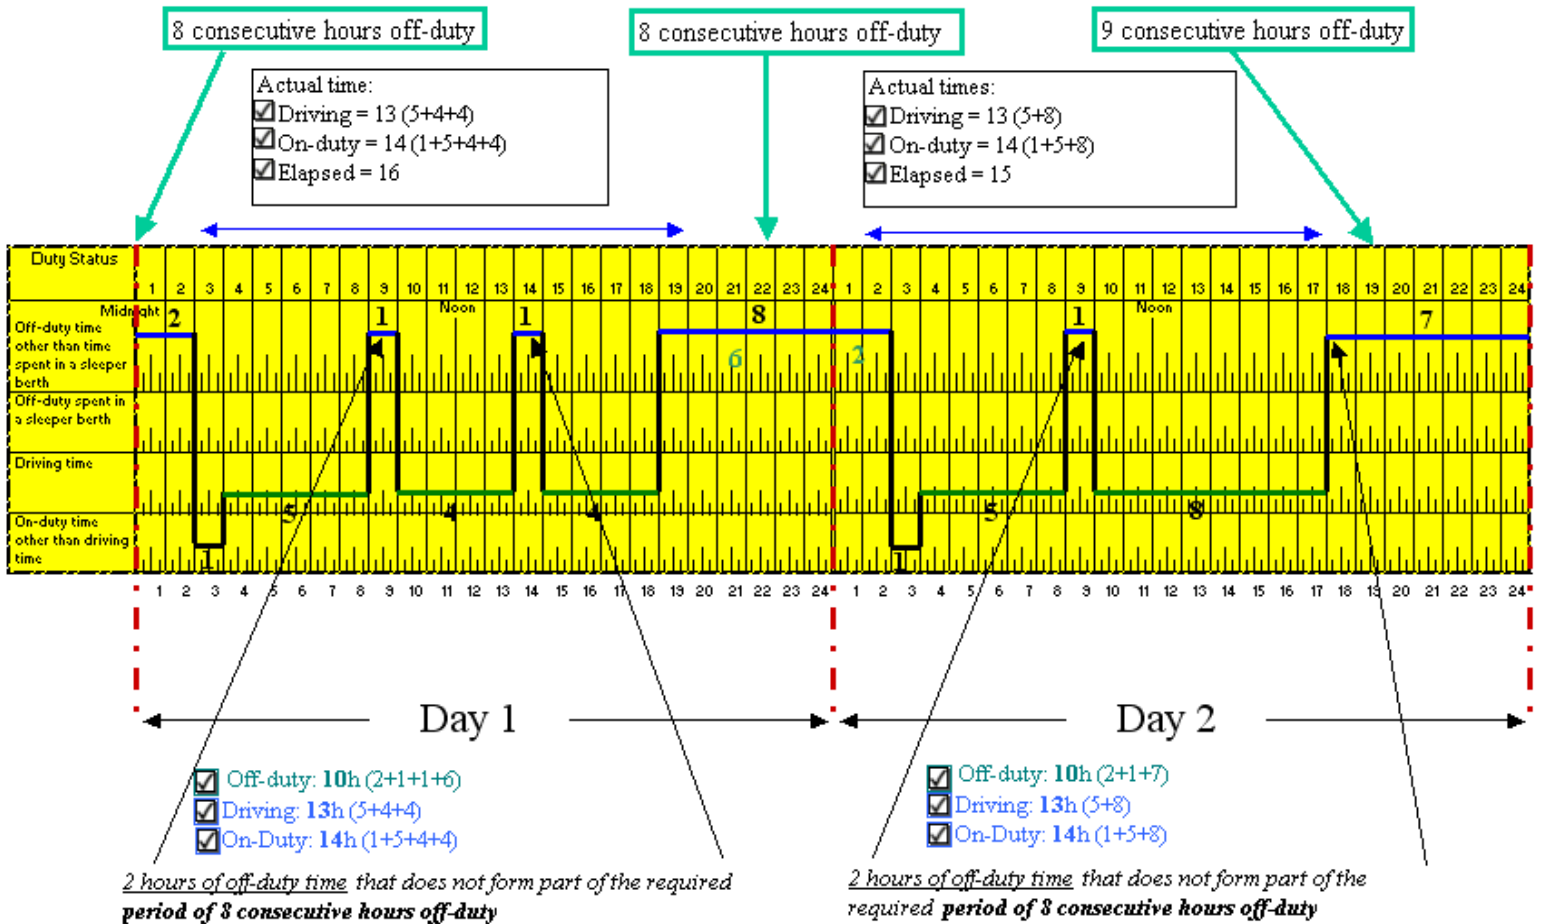 8 consecutive hours off-duty
8 consecutive hours off-duty
9 consecutive hours off-duty
Actual time:
Driving = 13 (5+4+4)
On-duty = 14 (1+5+4+4)
Elapsed = 16
Actual times:
Driving = 13 (5+8)
On-duty = 14 (1+5+8)
Elapsed = 15
Duty Status
1 2 3 4 5 6 7 8 9 10 11 12 13 14 15 16 17 18 19 20 21 22 23 24 1 2 3 4 5 6 7 8 9 10 11 12 13 14 15 16 17 18 19 20 21 22 23 24
Midnight
Noon
Noon
Off-duty time
other than time
spent in a sleeper
berth
2 1 1 8 1 7
6 2
Off-duty spent in
a sleeper berth
Driving time
5 4 4 5 8
On-duty time
other than driving
time
1 1
1 2 3 4 5 6 7 8 9 10 11 12 13 14 15 16 17 18 19 20 21 22 23 24 1 2 3 4 5 6 7 8 9 10 11 12 13 14 15 16 17 18 19 20 21 22 23 24
Day 1
Day 2
Off-duty: 10h (2+1+1+6)
Driving: 13h (5+4+4)
On-Duty: 14h (1+5+4+4)
Off-duty: 10h (2+1+7)
Driving: 13h (5+8)
On-Duty: 14h (1+5+8)
2 hours of off-duty time that does not form part of the required
period of 8 consecutive hours off-duty
2 hours of off-duty time that does not form part of the
required period of 8 consecutive hours off-duty